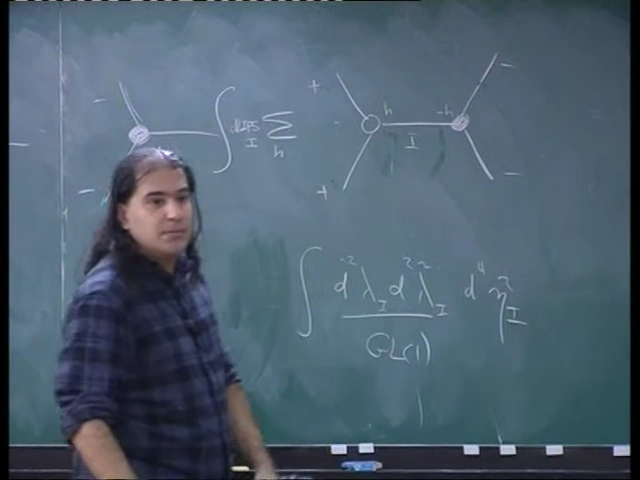 + -
- ∫ dLIPS I Σ h h I -h
- + -
∫ d²λ_I d²λ̃_I / GL(1) d⁴η̃_I